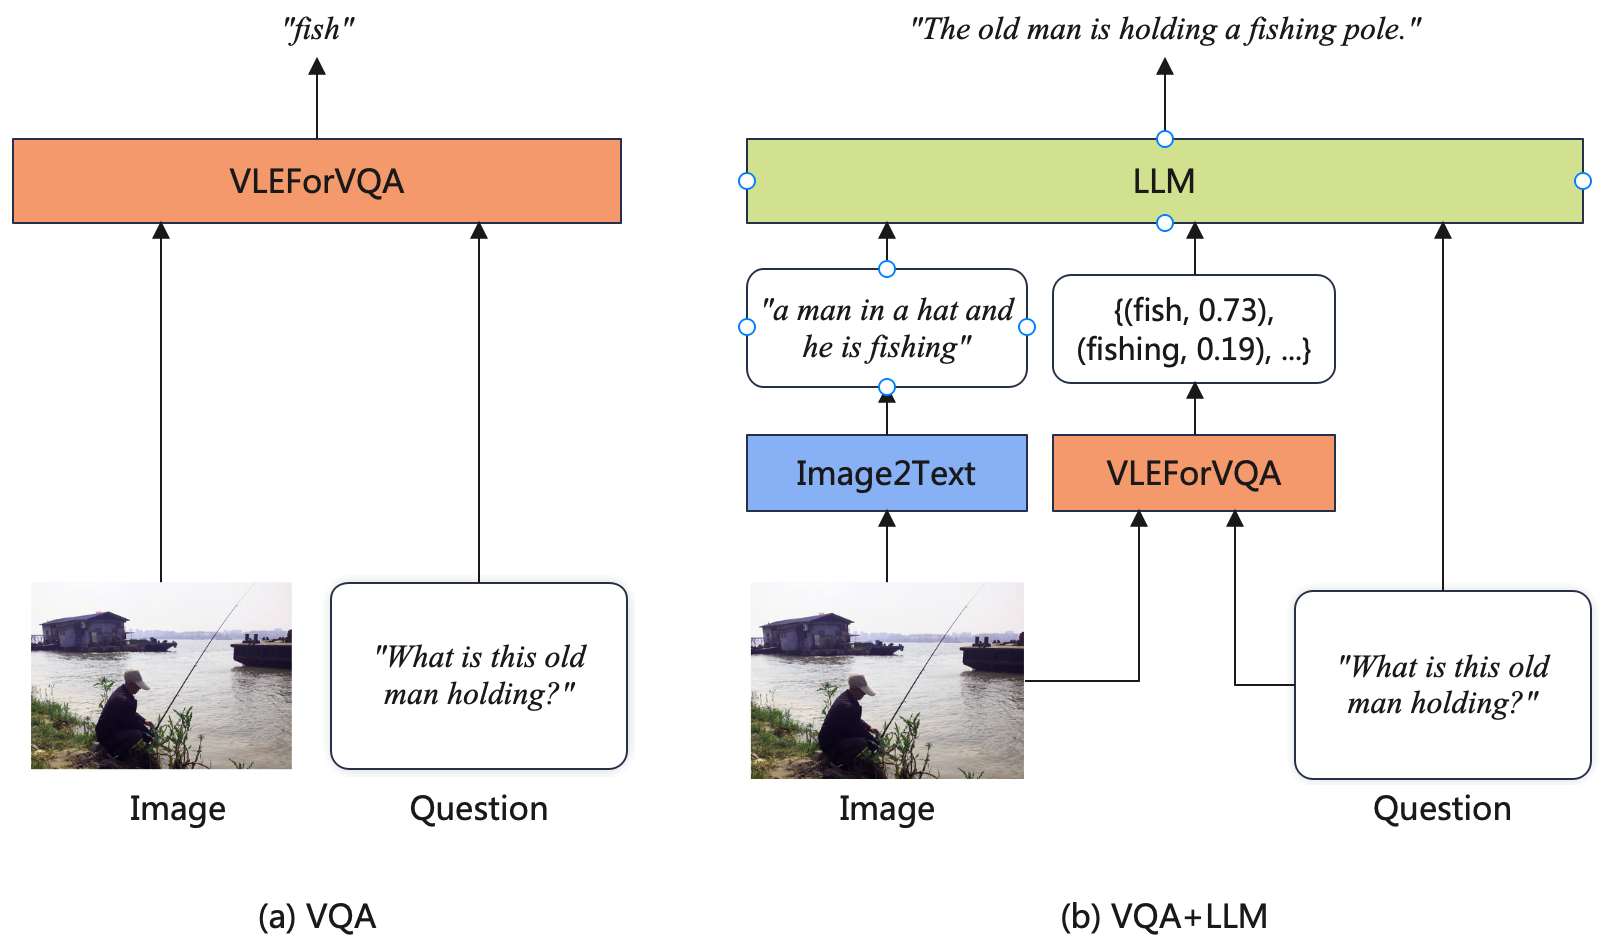 "fish"
VLEForVQA
"What is this old
man holding?"
Image
Question
(a) VQA
"The old man is holding a fishing pole."
LLM
"a man in a hat and
he is fishing"
{(fish, 0.73),
(fishing, 0.19), ...}
Image2Text
VLEForVQA
"What is this old
man holding?"
Image
Question
(b) VQA+LLM